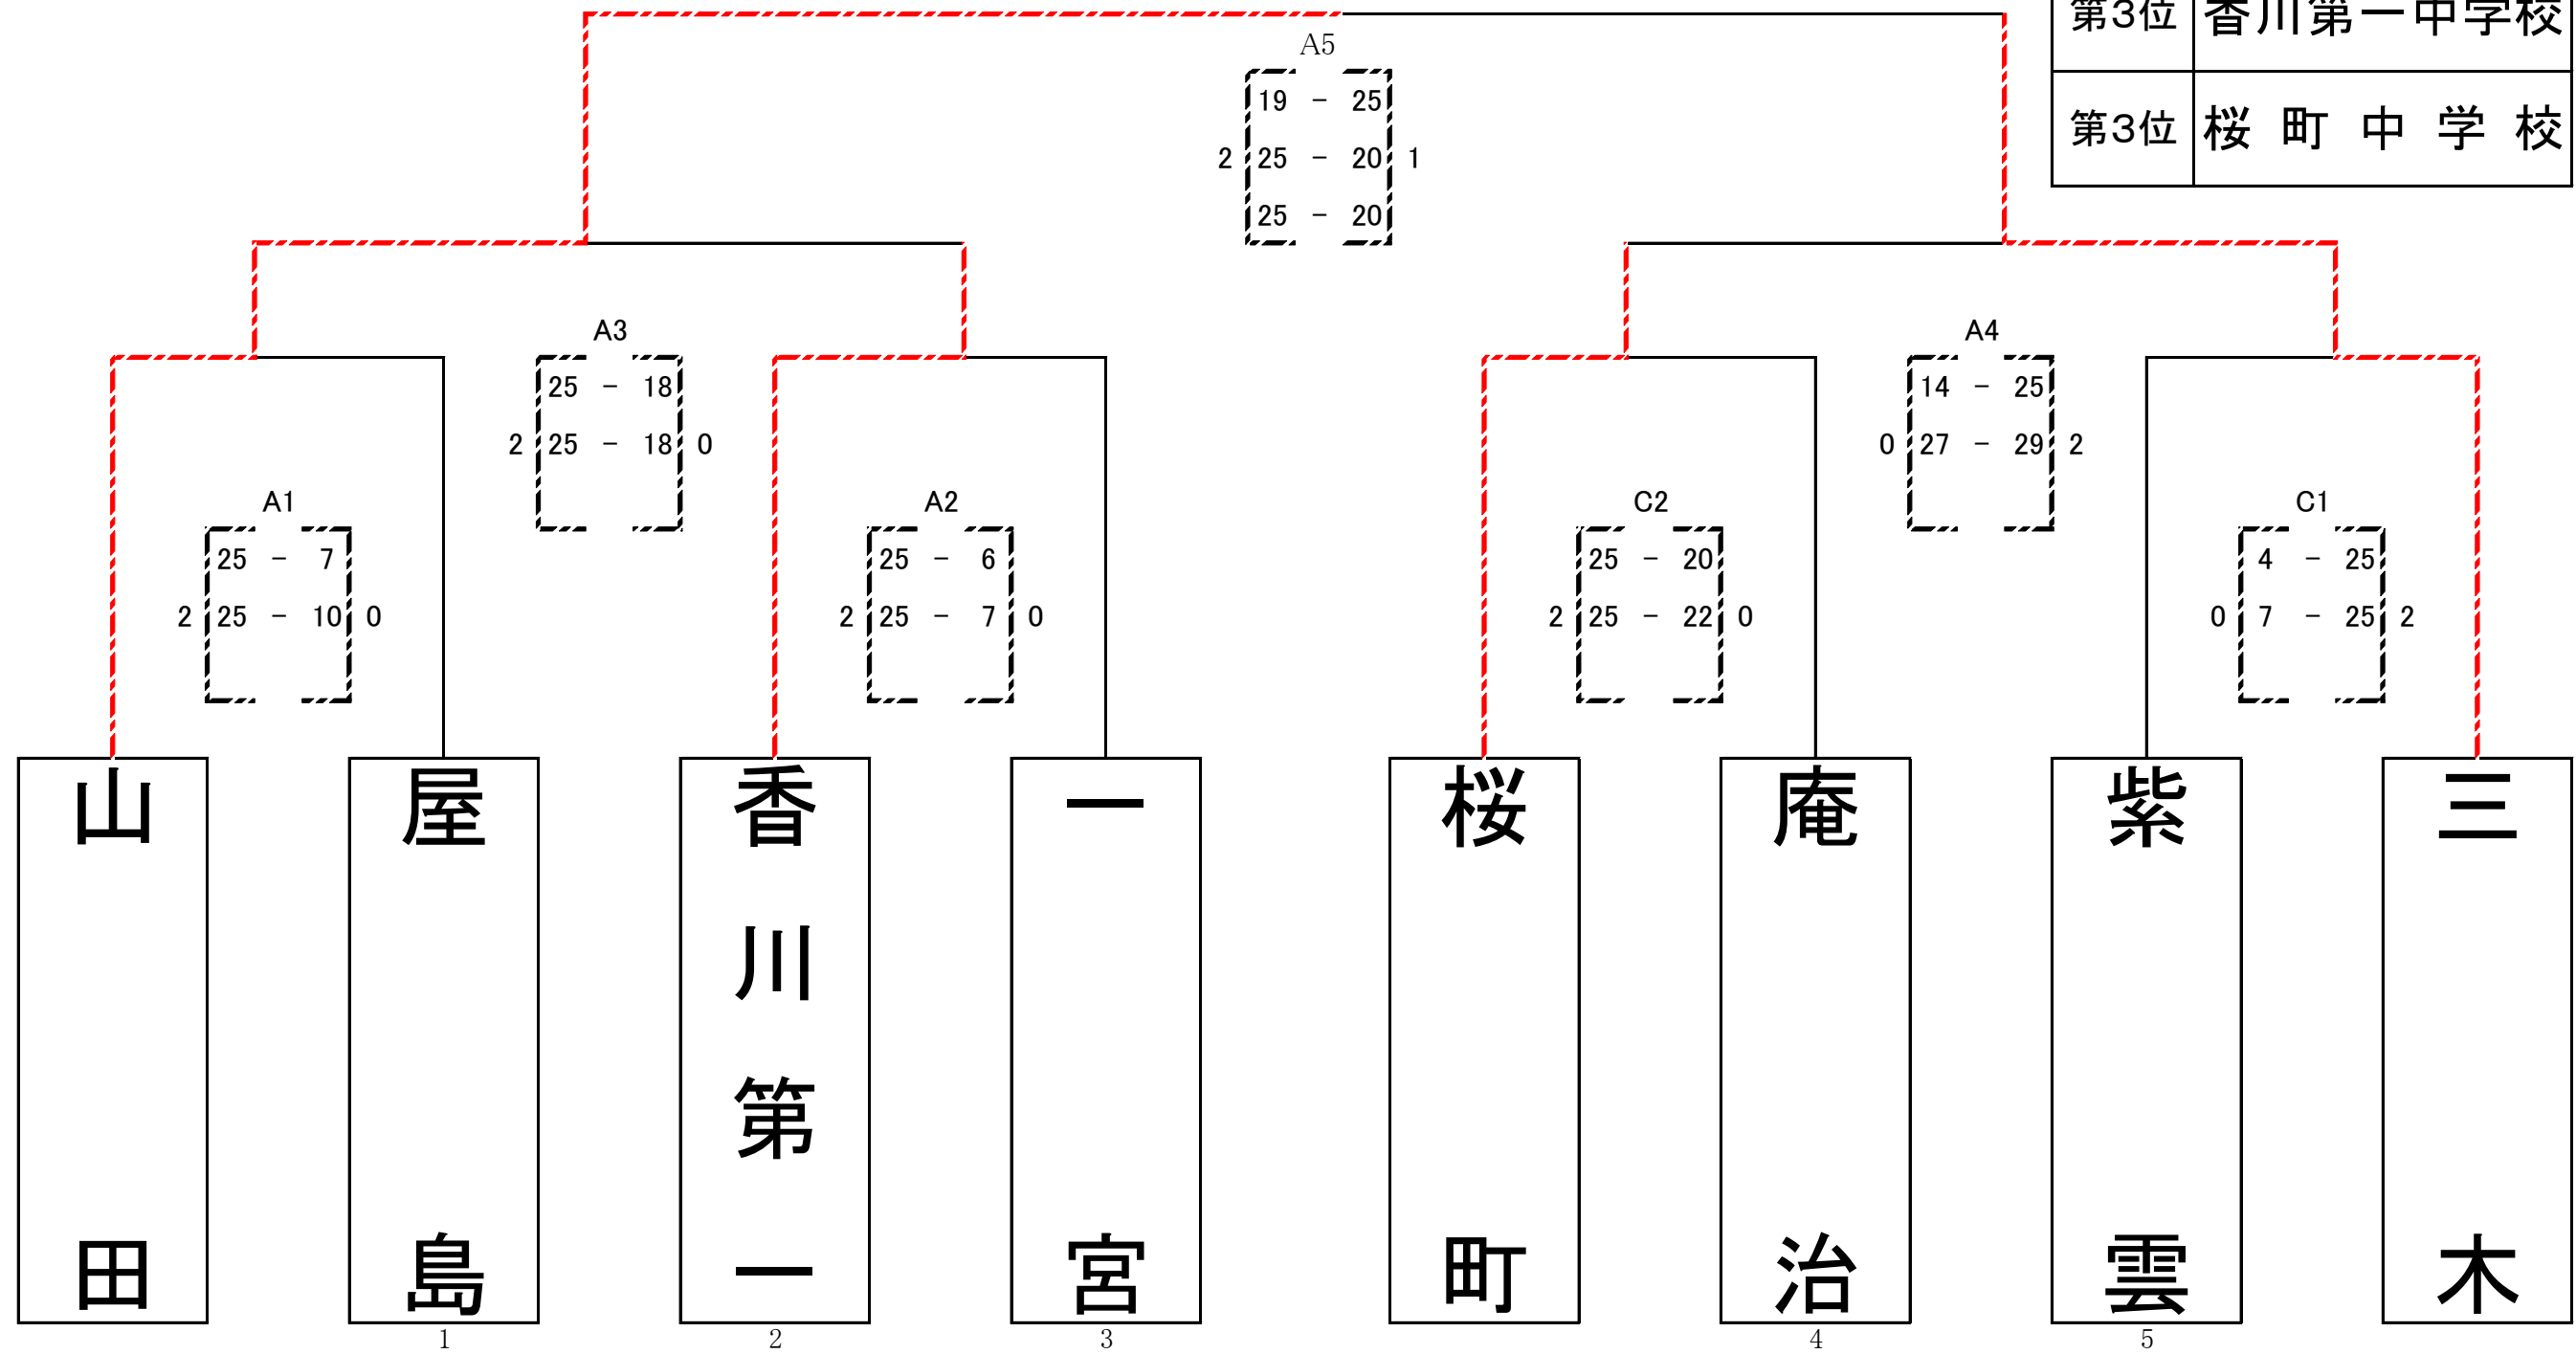 第3位 香川第一中学校
A5
19 - 25
第3位 桜町中学校
2 25 - 20 1
25 - 20
A3 A4
25 - 18 14 - 25
2 25 - 18 0 0 27 - 29 2
A1 A2 C2 C1
25 - 7 25 - 6 25 - 20 4 - 25
2 25 - 10 0 2 25 - 7 0 2 25 - 22 0 0 7 - 25 2
山田
屋島
香川第一
一宮
桜町
庵治
紫雲
三木
1 2 3 4 5